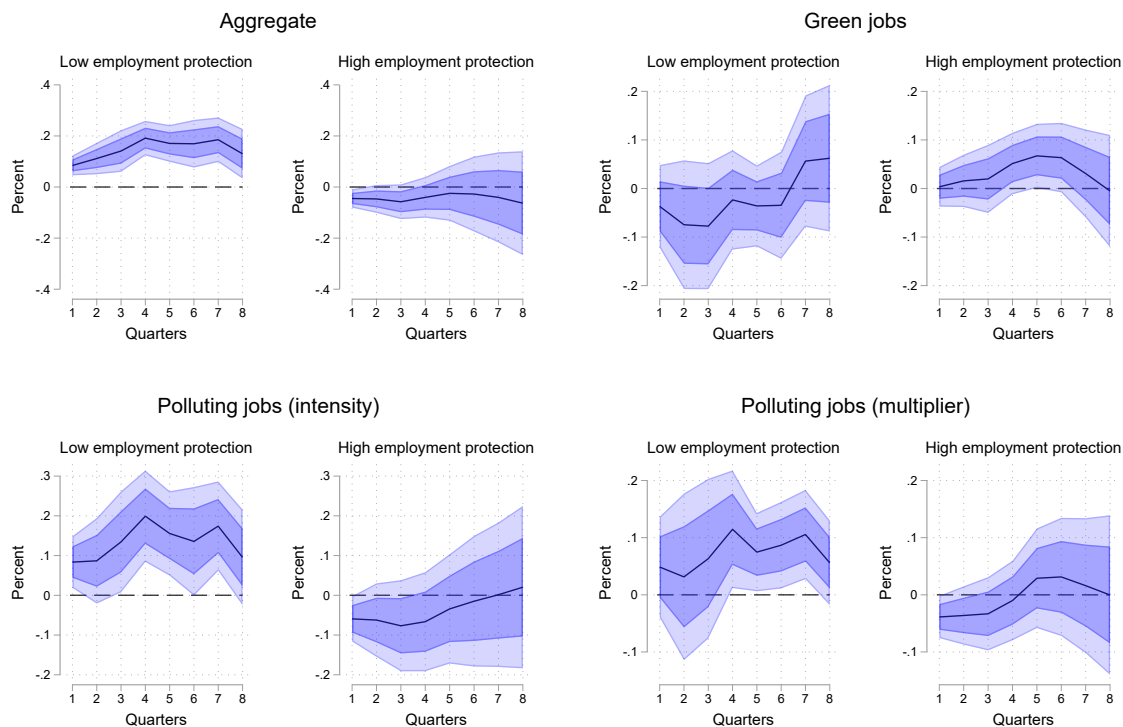 Aggregate
Low employment protection
.4
.2
0
-.2
-.4
Percent
1 2 3 4 5 6 7 8
Quarters
High employment protection
.4
.2
0
-.2
-.4
Percent
1 2 3 4 5 6 7 8
Quarters
Green jobs
Low employment protection
.2
.1
0
-.1
-.2
Percent
1 2 3 4 5 6 7 8
Quarters
High employment protection
.2
.1
0
-.1
-.2
Percent
1 2 3 4 5 6 7 8
Quarters
Polluting jobs (intensity)
Low employment protection
.3
.2
.1
0
-.1
-.2
Percent
1 2 3 4 5 6 7 8
Quarters
High employment protection
.3
.2
.1
0
-.1
-.2
Percent
1 2 3 4 5 6 7 8
Quarters
Polluting jobs (multiplier)
Low employment protection
.2
.1
0
-.1
Percent
1 2 3 4 5 6 7 8
Quarters
High employment protection
.2
.1
0
-.1
Percent
1 2 3 4 5 6 7 8
Quarters